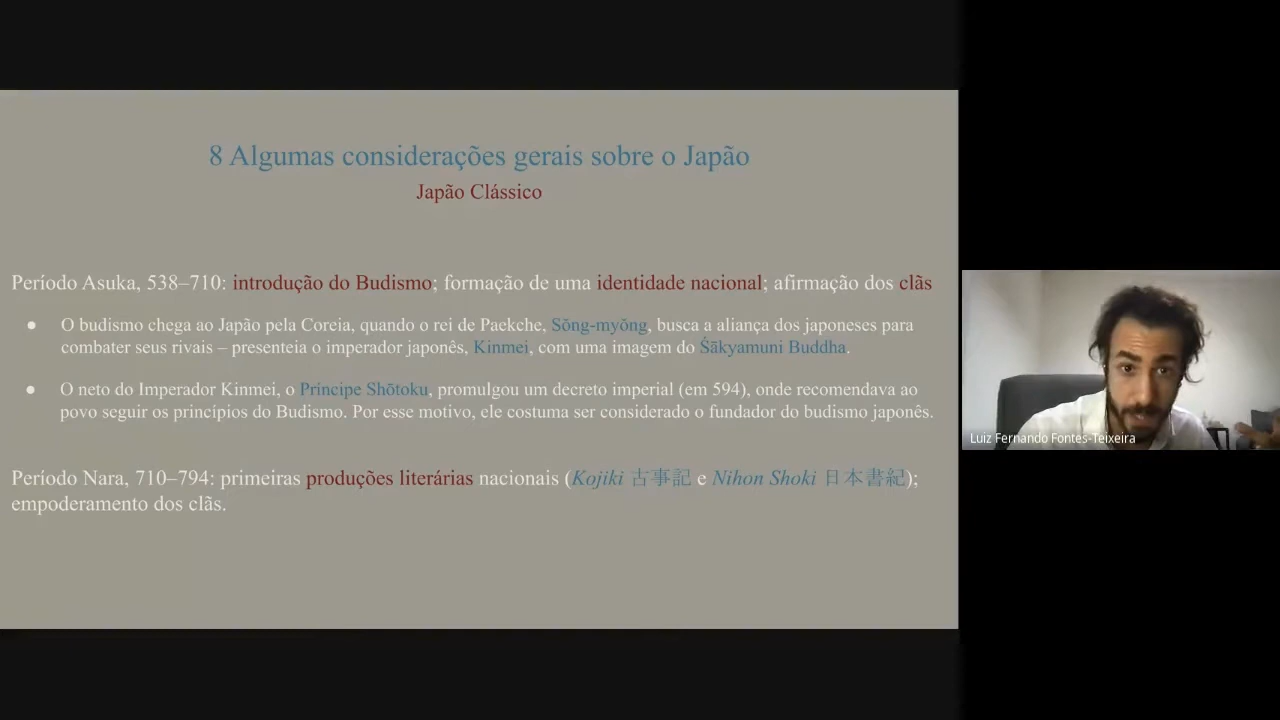 8 Algumas considerações gerais sobre o Japão
Japão Clássico
Período Asuka, 538–710: introdução do Budismo; formação de uma identidade nacional; afirmação dos clãs
● O budismo chega ao Japão pela Coreia, quando o rei de Paekche, Sŏng-myŏng, busca a aliança dos japoneses para
combater seus rivais – presenteia o imperador japonês, Kinmei, com uma imagem do Śākyamuni Buddha.
● O neto do Imperador Kinmei, o Príncipe Shōtoku, promulgou um decreto imperial (em 594), onde recomendava ao
povo seguir os princípios do Budismo. Por esse motivo, ele costuma ser considerado o fundador do budismo japonês.
Período Nara, 710–794: primeiras produções literárias nacionais (Kojiki 古事記 e Nihon Shoki 日本書紀);
empoderamento dos clãs.
Luiz Fernando Fontes-Teixeira